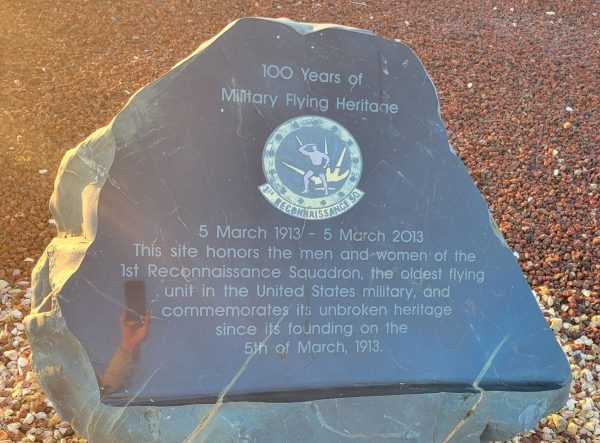 100 Years of
Military Flying Heritage
1ST RECONNAISSANCE SQ
5 March 1913 - 5 March 2013
This site honors the men and women of the
1st Reconnaissance Squadron, the oldest flying
unit in the United States military, and
commemorates its unbroken heritage
since its founding on the
5th of March, 1913.